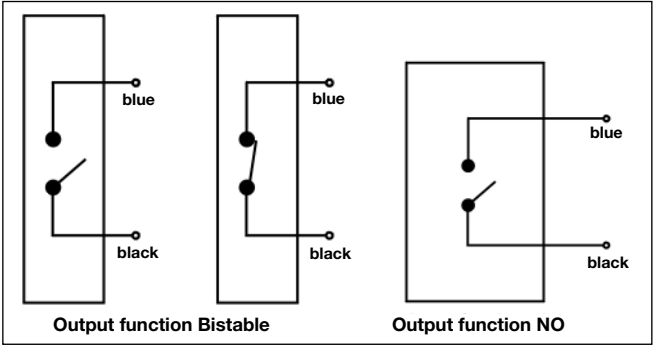 blue
black
blue
black
blue
black
Output function Bistable
Output function NO